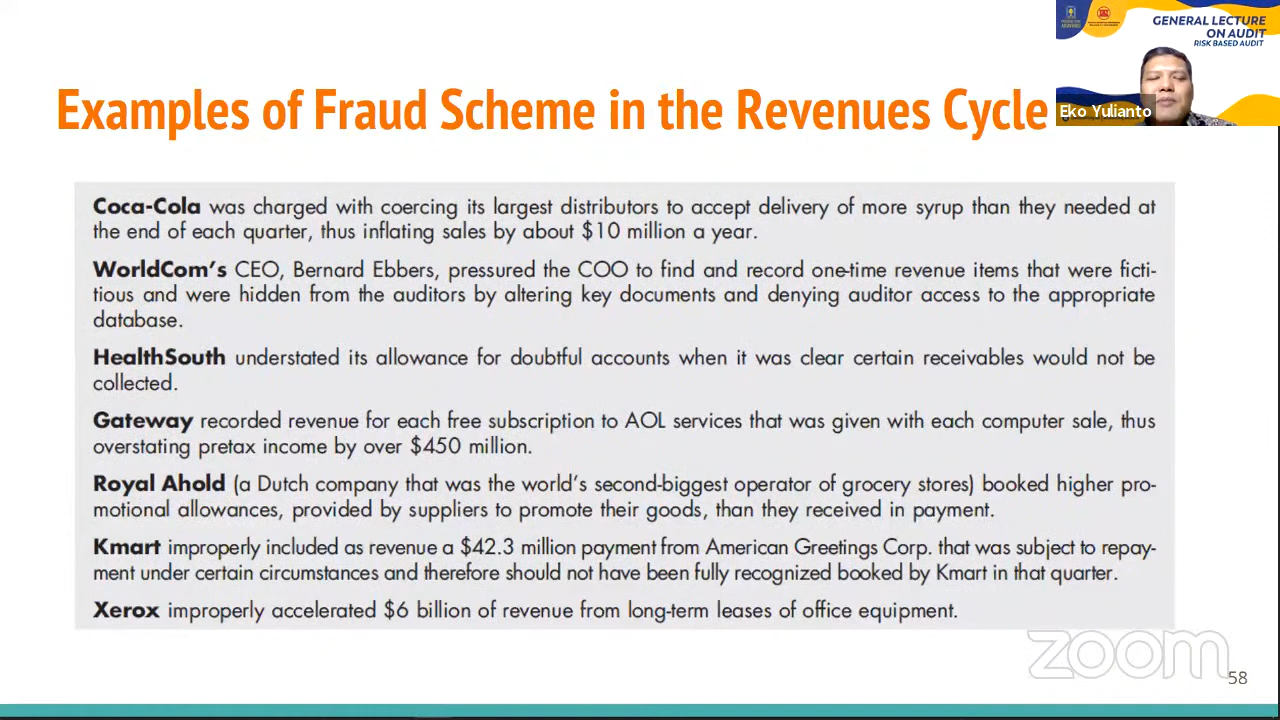 GENERAL LECTURE
ON AUDIT
RISK BASED AUDIT
Eko Yulianto
Examples of Fraud Scheme in the Revenues Cycle
Coca-Cola was charged with coercing its largest distributors to accept delivery of more syrup than they needed at
the end of each quarter, thus inflating sales by about $10 million a year.
WorldCom's CEO, Bernard Ebbers, pressured the COO to find and record one-time revenue items that were ficti-
tious and were hidden from the auditors by altering key documents and denying auditor access to the appropriate
database.
HealthSouth understated its allowance for doubtful accounts when it was clear certain receivables would not be
collected.
Gateway recorded revenue for each free subscription to AOL services that was given with each computer sale, thus
overstating pretax income by over $450 million.
Royal Ahold (a Dutch company that was the world's second-biggest operator of grocery stores) booked higher pro-
motional allowances, provided by suppliers to promote their goods, than they received in payment.
Kmart improperly included as revenue a $42.3 million payment from American Greetings Corp. that was subject to repay-
ment under certain circumstances and therefore should not have been fully recognized booked by Kmart in that quarter.
Xerox improperly accelerated $6 billion of revenue from long-term leases of office equipment.
zoom
58